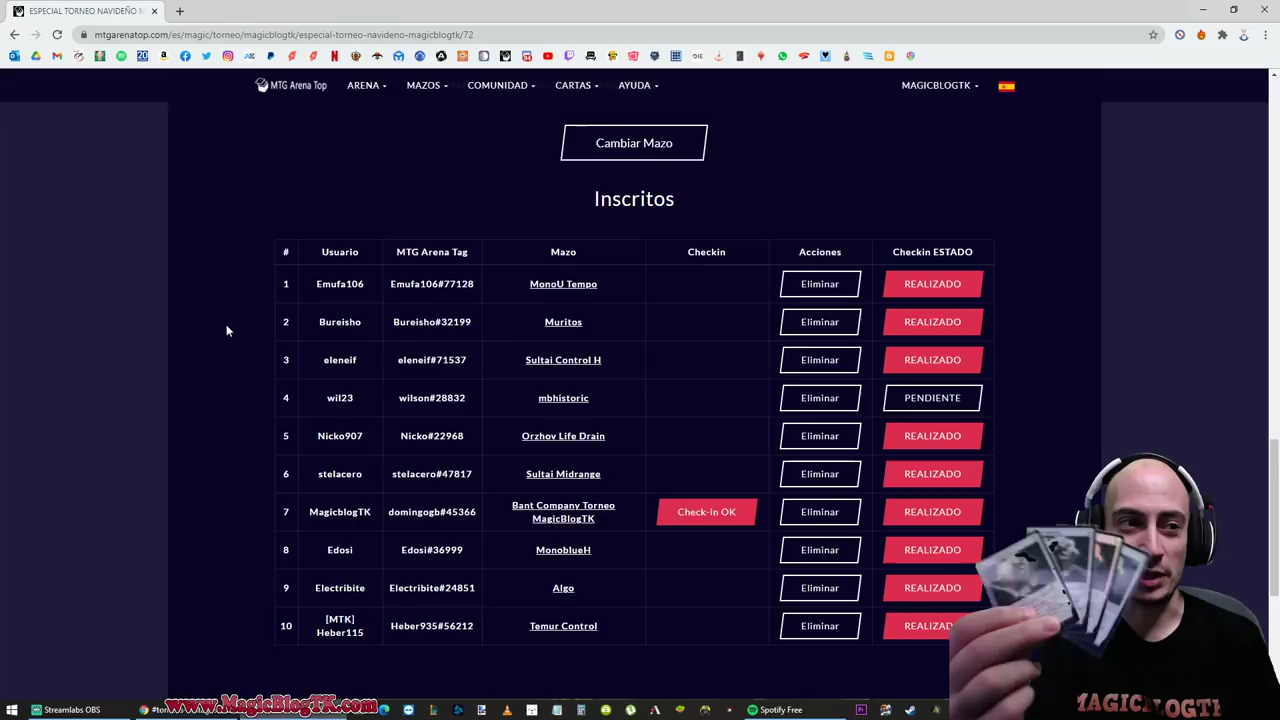 ESPECIAL TORNEO NAVIDEÑO M
mtgarenatop.com/es/magic/torneo/magicblogtk/especial-torneo-navideno-magicblogtk/72
MTG Arena Top ARENA MAZOS COMUNIDAD CARTAS AYUDA MAGICBLOGTK
Cambiar Mazo
Inscritos
# Usuario MTG Arena Tag Mazo Checkin Acciones Checkin ESTADO
1 Emufa106 Emufa106#77128 MonoU Tempo Eliminar REALIZADO
2 Bureisho Bureisho#32199 Muritos Eliminar REALIZADO
3 eleneif eleneif#71537 Sultai Control H Eliminar REALIZADO
4 wil23 wilson#28832 mbhistoric Eliminar PENDIENTE
5 Nicko907 Nicko#22968 Orzhov Life Drain Eliminar REALIZADO
6 stelacero stelacero#47817 Sultai Midrange Eliminar REALIZADO
7 MagicblogTK domingogb#45366 Bant Company Torneo MagicBlogTK Check-in OK Eliminar REALIZADO
8 Edosi Edosi#36999 MonoblueH Eliminar REALIZADO
9 Electribite Electribite#24851 Algo Eliminar REALIZADO
10 [MTK] Heber115 Heber935#56212 Temur Control Eliminar REALIZAD
MAGICBLOGTK
Streamlabs OBS
www.MagicBlogTK.com
Spotify Free